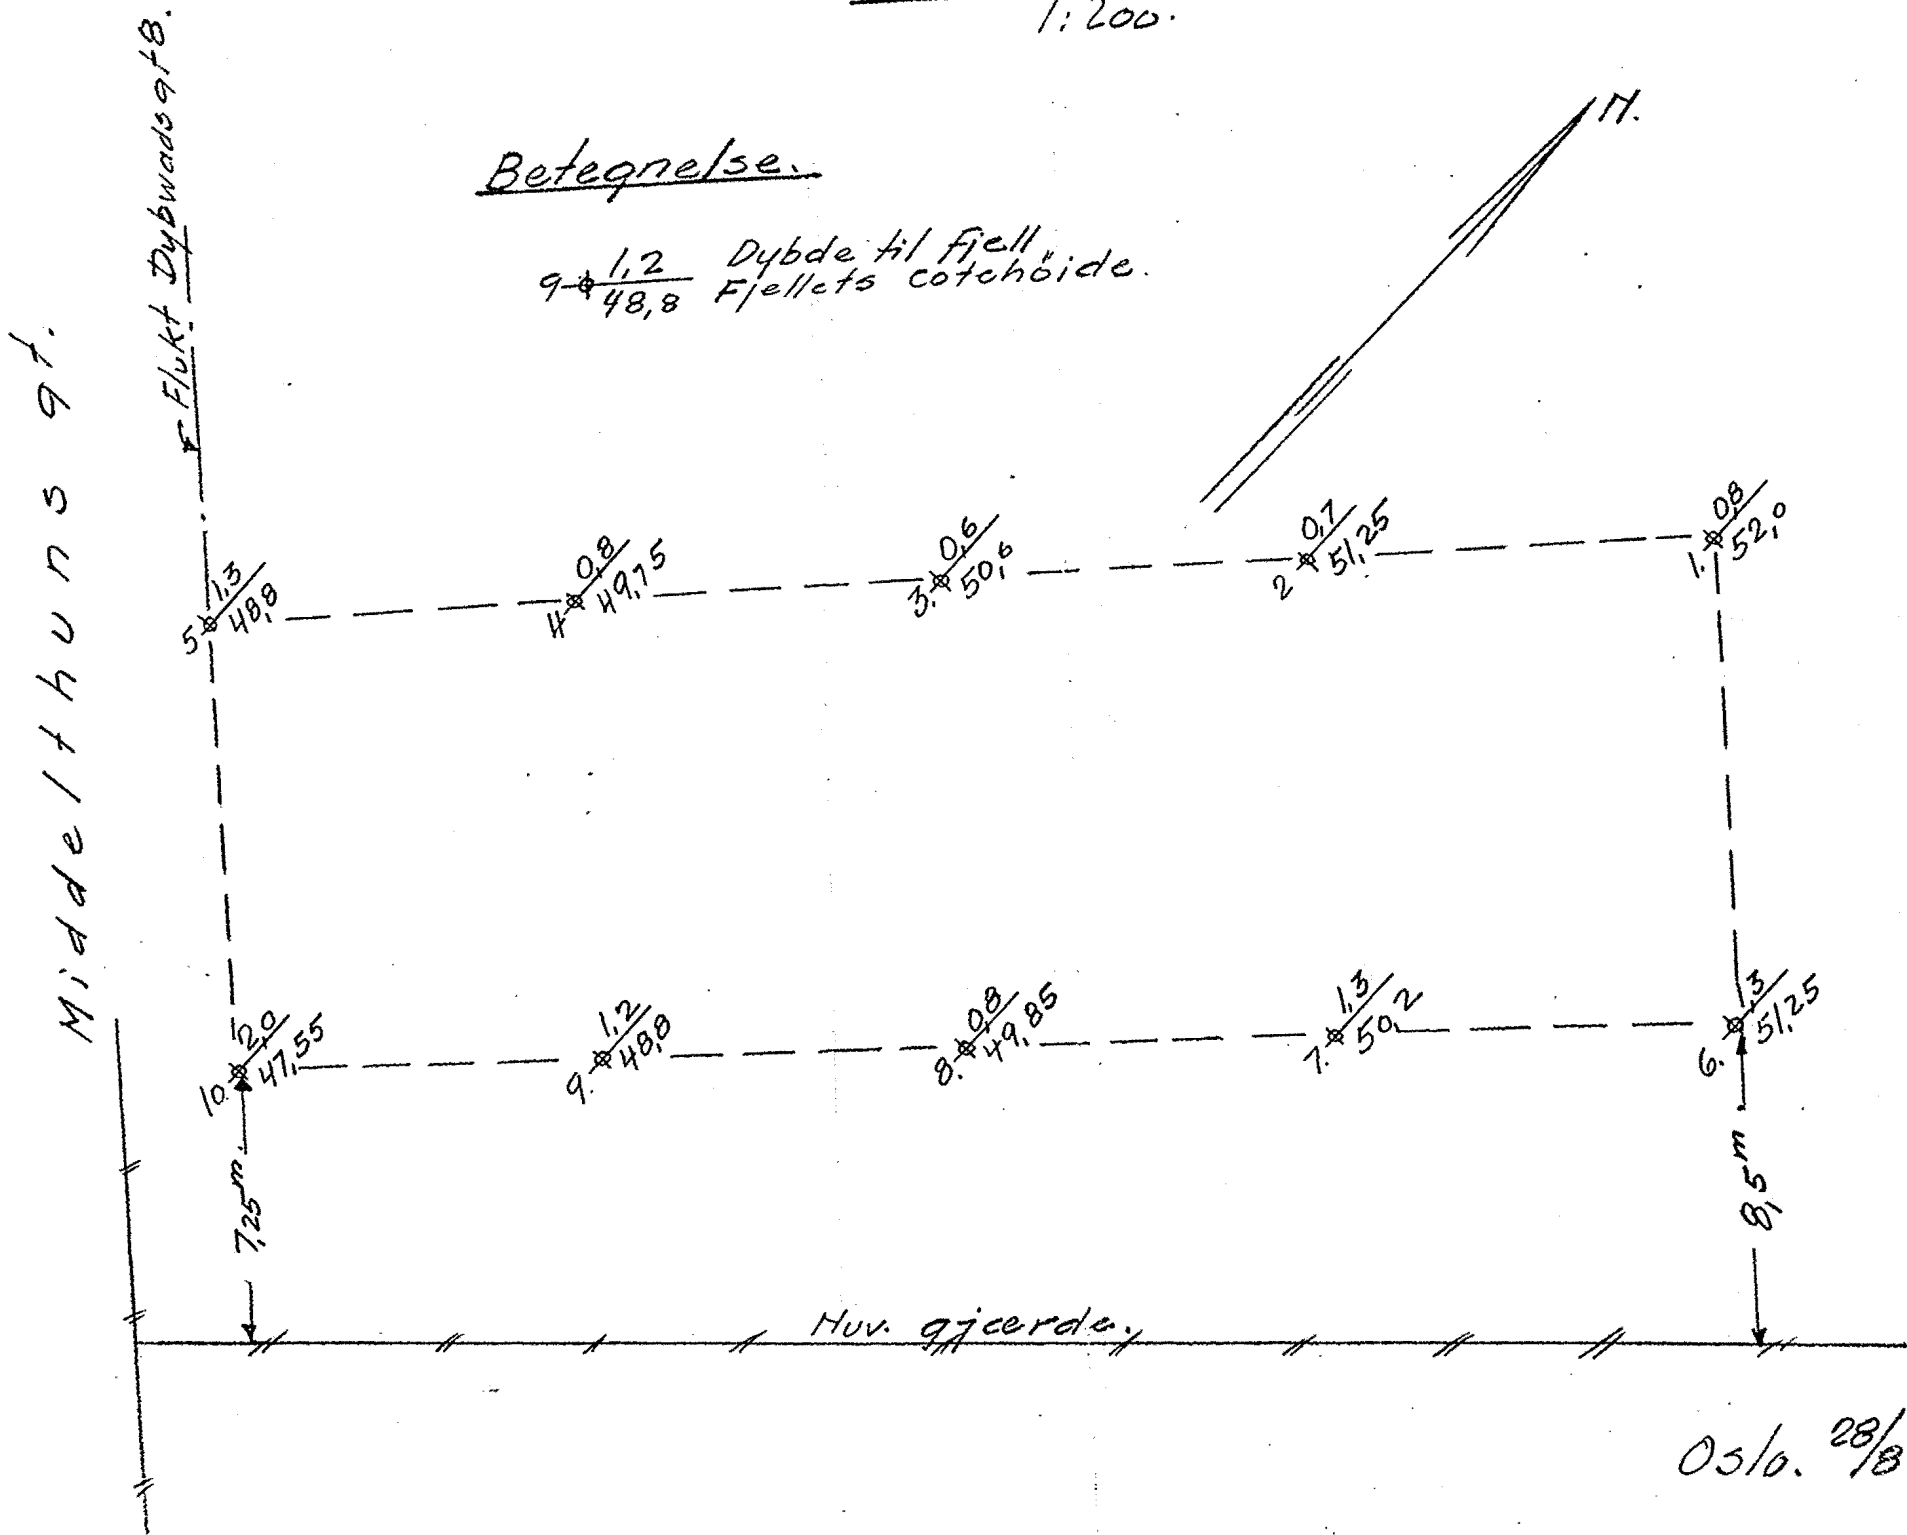 1:200.
Flukt Dybwadsgt 8.
N.
Betegnelse.
9 1,2 Dybde til fjell
48,8 Fjellets cotehöide.
Middelthuns gt.
5 1,3
48,8
4 0,8
49,75
3. 0,6
50,6
2 0,7
51,25
1. 0,8
52,0
10. 2,0
47,55
9. 1,2
48,8
8. 0,8
49,85
7. 1,3
50,2
6. 1,3
51,25
7,25 m.
8,5 m.
Nuv. gjærde.
Oslo. 28/8